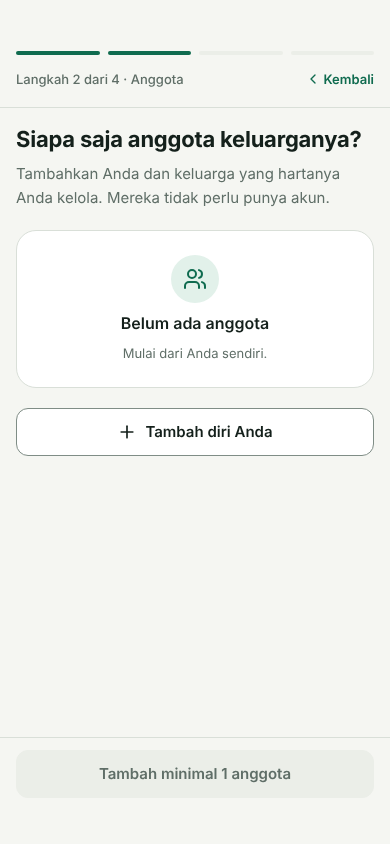 Langkah 2 dari 4 · Anggota
Kembali
Siapa saja anggota keluarganya?
Tambahkan Anda dan keluarga yang hartanya
Anda kelola. Mereka tidak perlu punya akun.
Belum ada anggota
Mulai dari Anda sendiri.
Tambah diri Anda
Tambah minimal 1 anggota